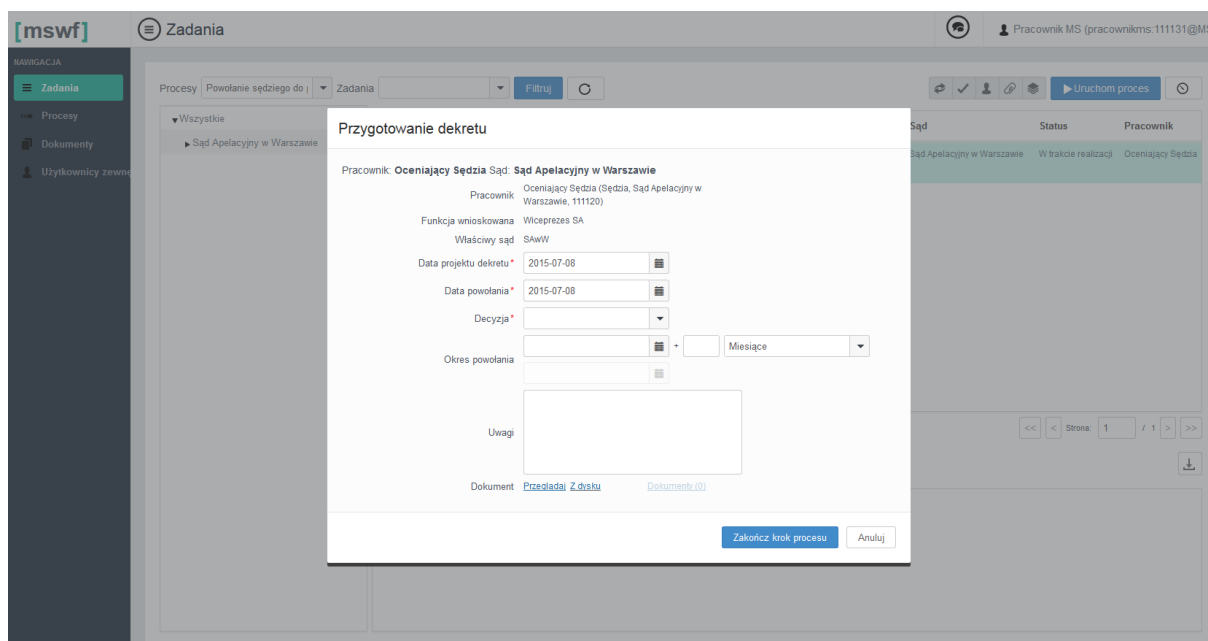 [mswf]
Zadania
Pracownik MS (pracownikms:111131@MS
NAWIGACJA
Zadania
Procesy
Dokumenty
Użytkownicy zewnę
Procesy Powołanie sędziego do Zadania Filtruj Uruchom proces
Wszystkie
Sąd Apelacyjny w Warszawie
Sąd Status Pracownik
Sąd Apelacyjny w Warszawie W trakcie realizacji Oceniający Sędzia
Przygotowanie dekretu
Pracownik: Oceniający Sędzia Sąd: Sąd Apelacyjny w Warszawie
Pracownik Oceniający Sędzia (Sędzia, Sąd Apelacyjny w
Warszawie, 111120)
Funkcja wnioskowana Wiceprezes SA
Właściwy sąd SAwW
Data projektu dekretu* 2015-07-08
Data powołania* 2015-07-08
Decyzja*
Okres powołania + Miesiące
Uwagi
Dokument Przeglądaj Z dysku Dokumenty (0)
Zakończ krok procesu Anuluj
<< < Strona: 1 / 1 > >>